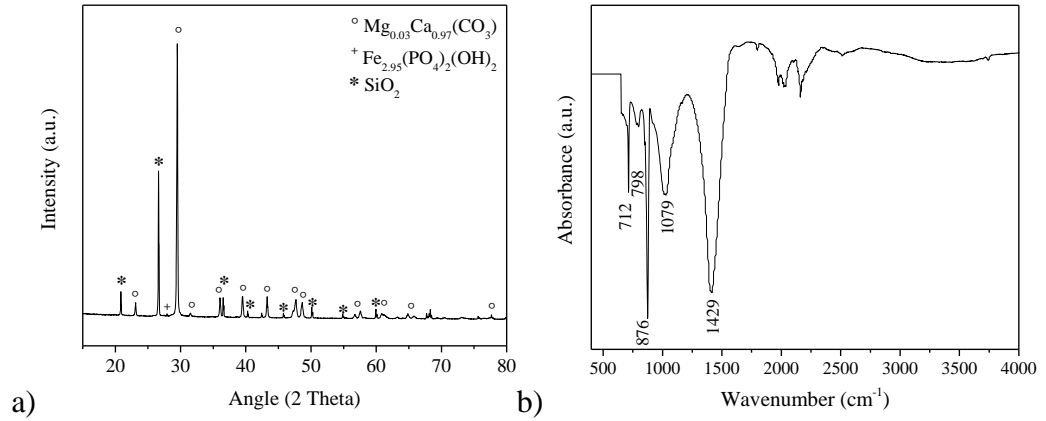 ° Mg₀.₀₃Ca₀.₉₇(CO₃)
+ Fe₂.₉₅(PO₄)₂(OH)₂
* SiO₂
Intensity (a.u.)
20 30 40 50 60 70 80
Angle (2 Theta)
a)
Absorbance (a.u.)
712
798
876
1079
1429
500 1000 1500 2000 2500 3000 3500 4000
Wavenumber (cm⁻¹)
b)